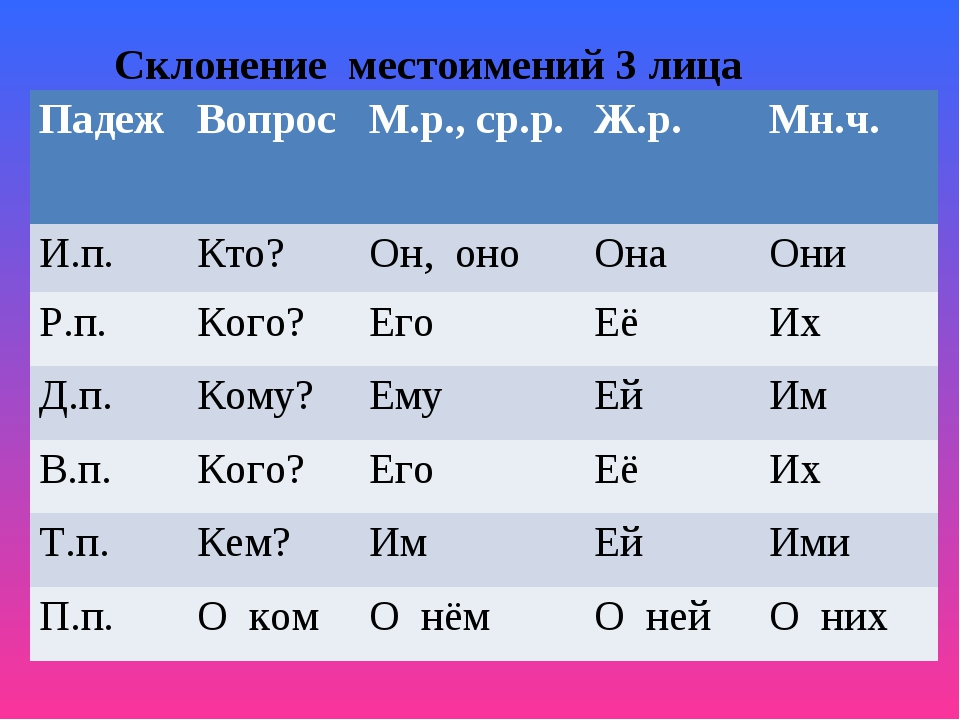 Склонение местоимений 3 лица
Падеж Вопрос М.р., ср.р. Ж.р. Мн.ч.
И.п. Кто? Он, оно Она Они
Р.п. Кого? Его Её Их
Д.п. Кому? Ему Ей Им
В.п. Кого? Его Её Их
Т.п. Кем? Им Ей Ими
П.п. О ком О нём О ней О них